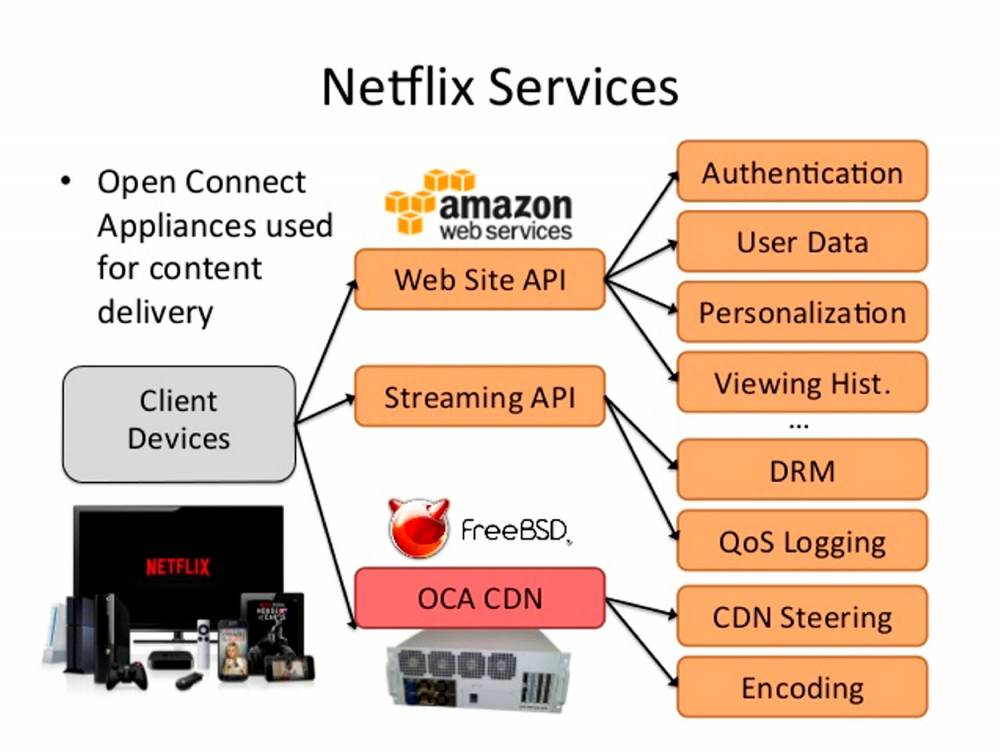 Netflix Services
• Open Connect
Appliances used
for content
delivery
Client
Devices
NETFLIX
amazon
web services
Web Site API
Streaming API
FreeBSD
OCA CDN
Authentication
User Data
Personalization
Viewing Hist.
...
DRM
QoS Logging
CDN Steering
Encoding